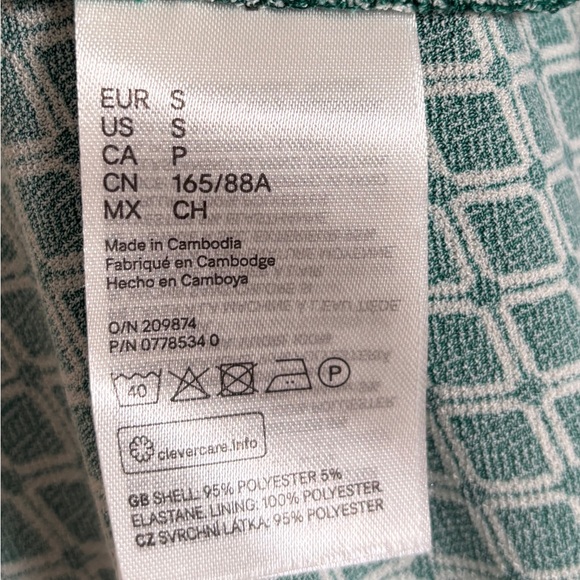 EUR S
US S
CA P
CN 165/88A
MX CH
Made in Cambodia
Fabriqué en Cambodge
Hecho en Camboya
O/N 209874
P/N 0778534 0
40 P
clevercare.info
GB SHELL: 95% POLYESTER 5%
ELASTANE. LINING: 100% POLYESTER
CZ SVRCHNÍ LÁTKA: 95% POLYESTER